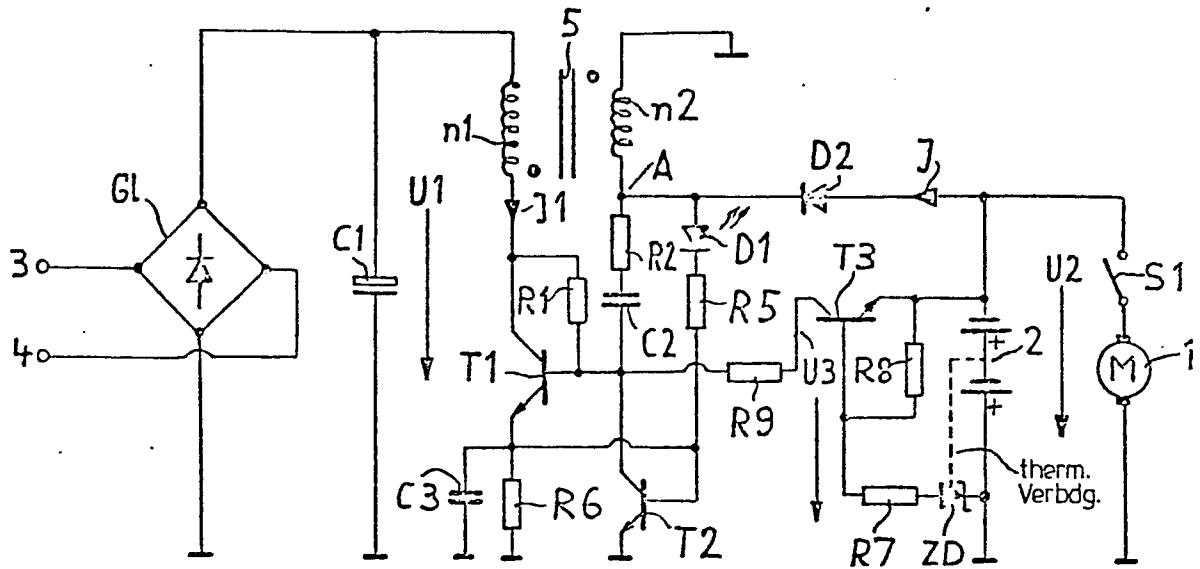 5
n1
n2
A
D2
J
Gl
U1
J1
3
C1
R1
R2
D1
T3
U2
S1
4
C2
R5
2
T1
U3
R8
M
1
R9
C3
R6
T2
R7
ZD
therm.
Verbdg.
+
+